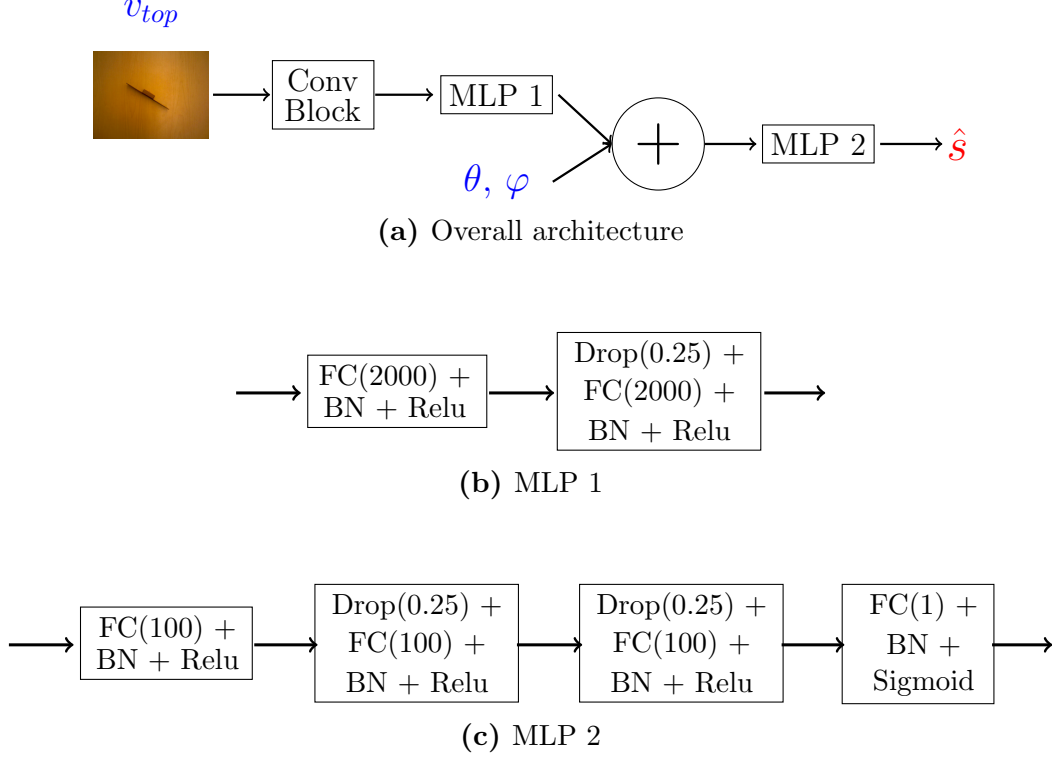 v_top
Conv
Block
MLP 1
+
MLP 2
ŝ
θ, φ
(a) Overall architecture
FC(2000) +
BN + Relu
Drop(0.25) +
FC(2000) +
BN + Relu
(b) MLP 1
FC(100) +
BN + Relu
Drop(0.25) +
FC(100) +
BN + Relu
Drop(0.25) +
FC(100) +
BN + Relu
FC(1) +
BN +
Sigmoid
(c) MLP 2